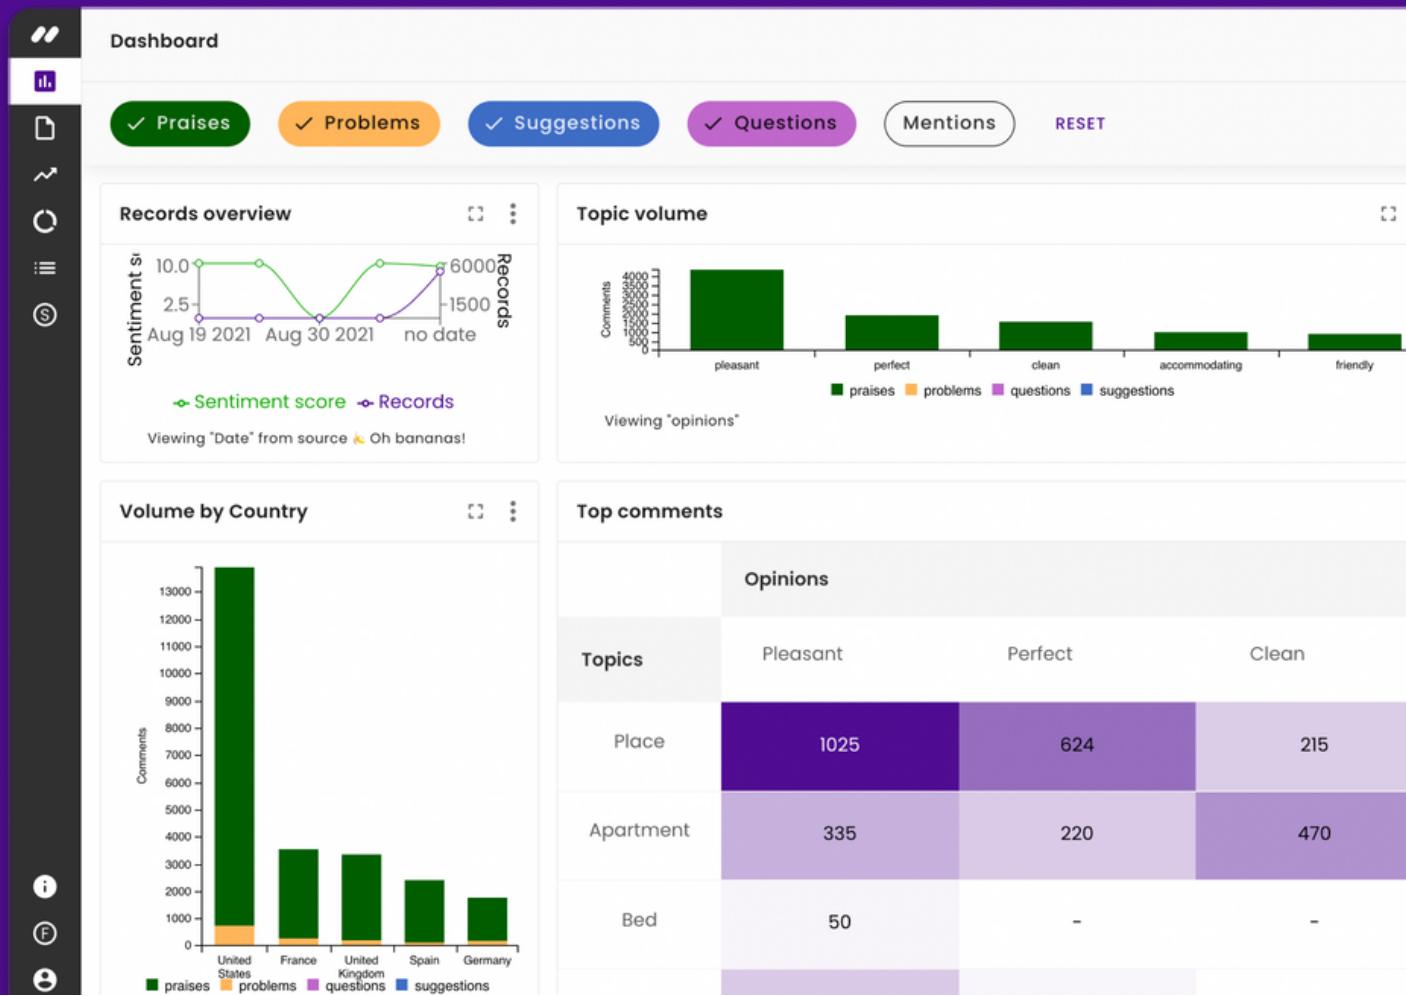 Dashboard
Praises
Problems
Suggestions
Questions
Mentions
RESET
Records overview
Sentiment
10.0
2.5
6000
1500
Records
Aug 19 2021
Aug 30 2021
no date
Sentiment score
Records
Viewing "Date" from source 🍌 Oh bananas!
Topic volume
Comments
4000
3500
3000
2500
2000
1500
1000
500
0
pleasant
perfect
clean
accommodating
friendly
praises
problems
questions
suggestions
Viewing "opinions"
Volume by Country
Comments
13000
12000
11000
10000
9000
8000
7000
6000
5000
4000
3000
2000
1000
0
United States
France
United Kingdom
Spain
Germany
praises
problems
questions
suggestions
Top comments
Opinions
Topics
Pleasant
Perfect
Clean
Place
1025
624
215
Apartment
335
220
470
Bed
50
-
-
S
F